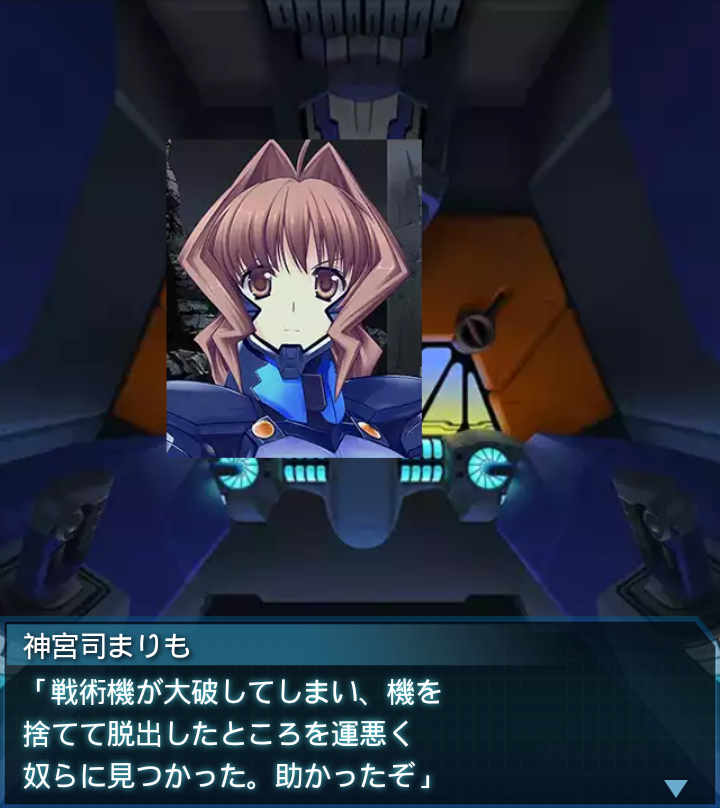 神宮司まりも
「戦術機が大破してしまい、機を
捨てて脱出したところを運悪く
奴らに見つかった。助かったぞ」